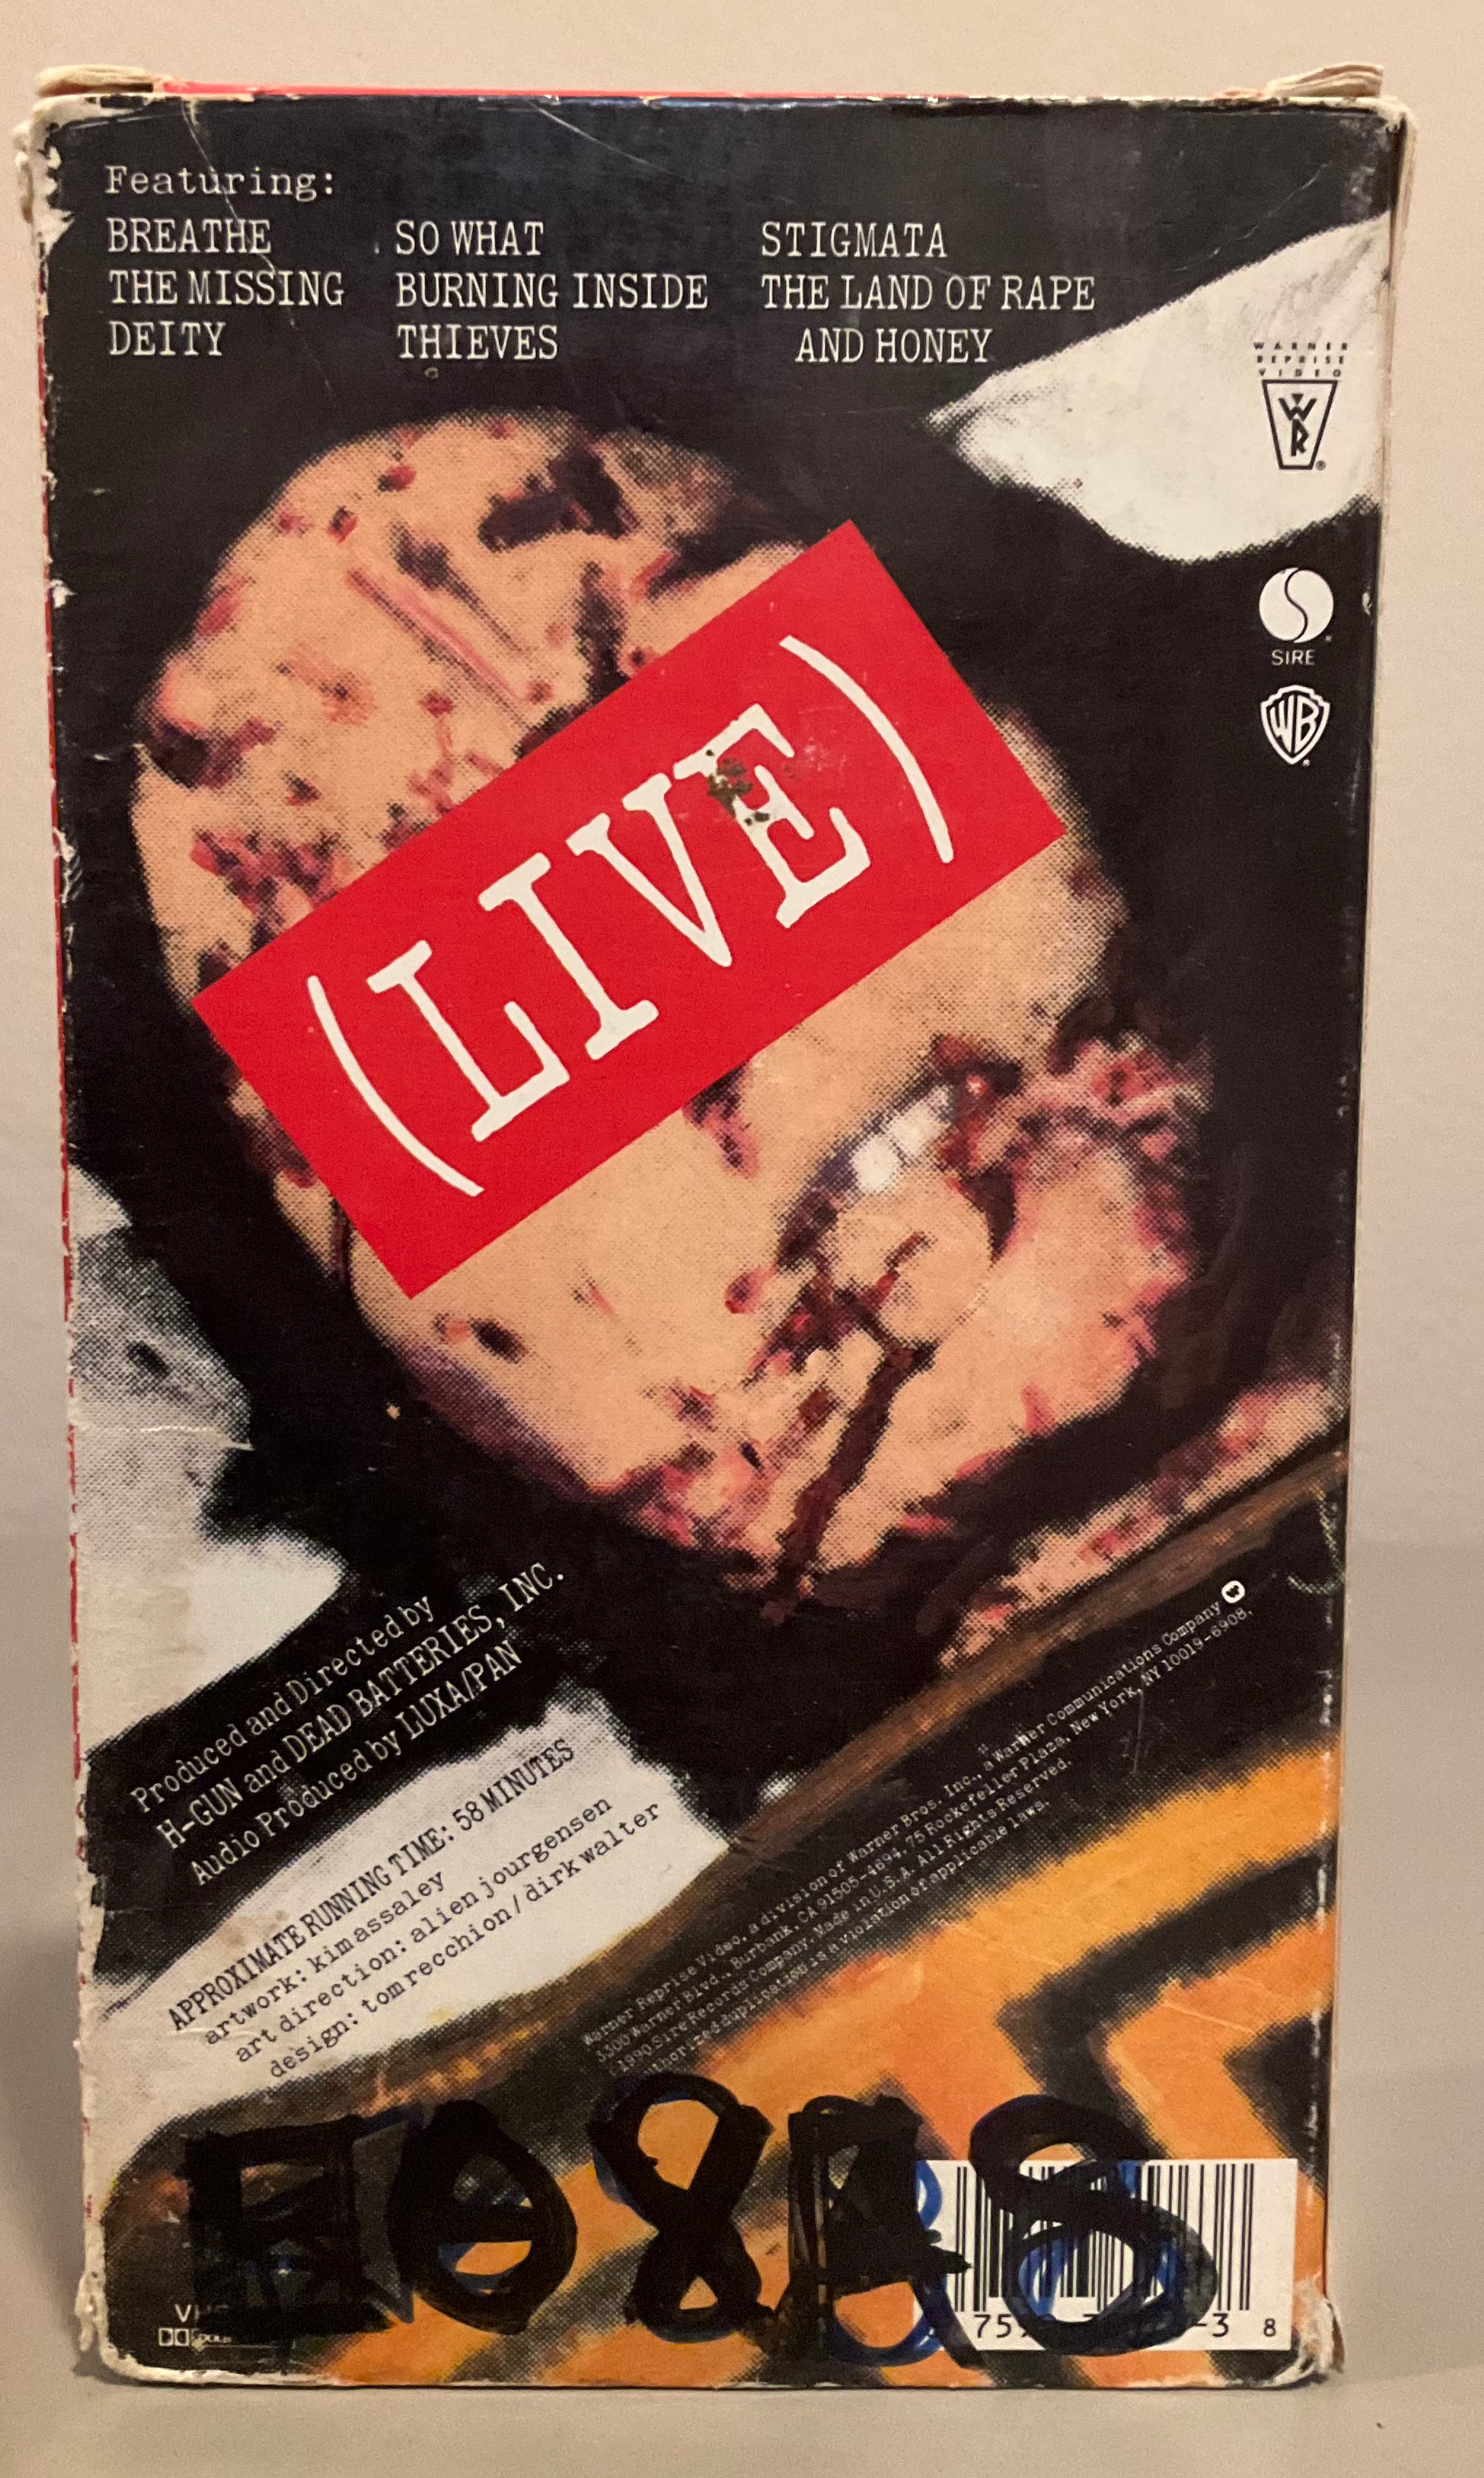 Featuring:
BREATHE
THE MISSING
DEITY
SO WHAT
BURNING INSIDE
THIEVES
STIGMATA
THE LAND OF RAPE
AND HONEY
WARNER
REPRISE
VIDEO
WR
®
SIRE
WB
(LIVE)
Produced and Directed by
H-GUN and DEAD BATTERIES, INC.
Audio Produced by LUXA/PAN
APPROXIMATE RUNNING TIME: 58 MINUTES
artwork: kim assaley
art direction: alien jourgensen
design: tom recchion/dirk walter
Warner Reprise Video, a division of Warner Bros. Inc., a Warner Communications Company
3300 Warner Blvd., Burbank, CA 91505-4694. 75 Rockefeller Plaza, New York, NY 10019-6908.
1990 Sire Records Company. Made in U.S.A. All Rights Reserved.
duplication is a violation of applicable laws.
-3 8